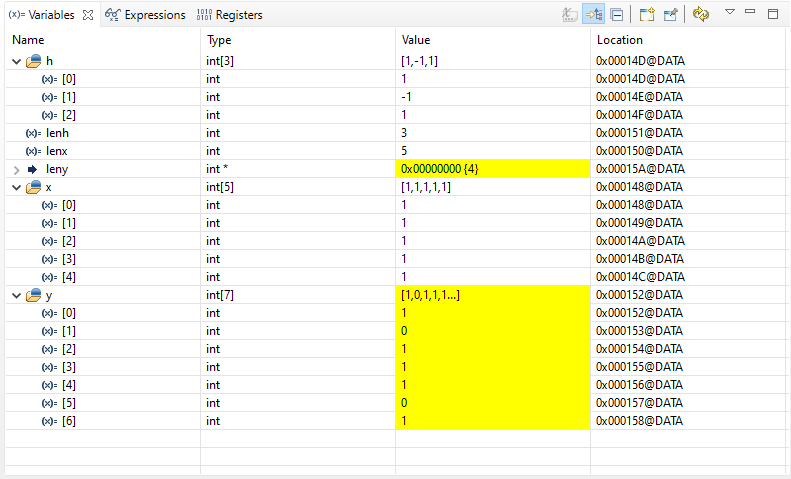 (x)= Variables Expressions 1010 0101 Registers
Name Type Value Location
h int[3] [1,-1,1] 0x00014D@DATA
(x)= [0] int 1 0x00014D@DATA
(x)= [1] int -1 0x00014E@DATA
(x)= [2] int 1 0x00014F@DATA
(x)= lenh int 3 0x000151@DATA
(x)= lenx int 5 0x000150@DATA
leny int * 0x00000000 {4} 0x00015A@DATA
x int[5] [1,1,1,1,1] 0x000148@DATA
(x)= [0] int 1 0x000148@DATA
(x)= [1] int 1 0x000149@DATA
(x)= [2] int 1 0x00014A@DATA
(x)= [3] int 1 0x00014B@DATA
(x)= [4] int 1 0x00014C@DATA
y int[7] [1,0,1,1,1...] 0x000152@DATA
(x)= [0] int 1 0x000152@DATA
(x)= [1] int 0 0x000153@DATA
(x)= [2] int 1 0x000154@DATA
(x)= [3] int 1 0x000155@DATA
(x)= [4] int 1 0x000156@DATA
(x)= [5] int 0 0x000157@DATA
(x)= [6] int 1 0x000158@DATA